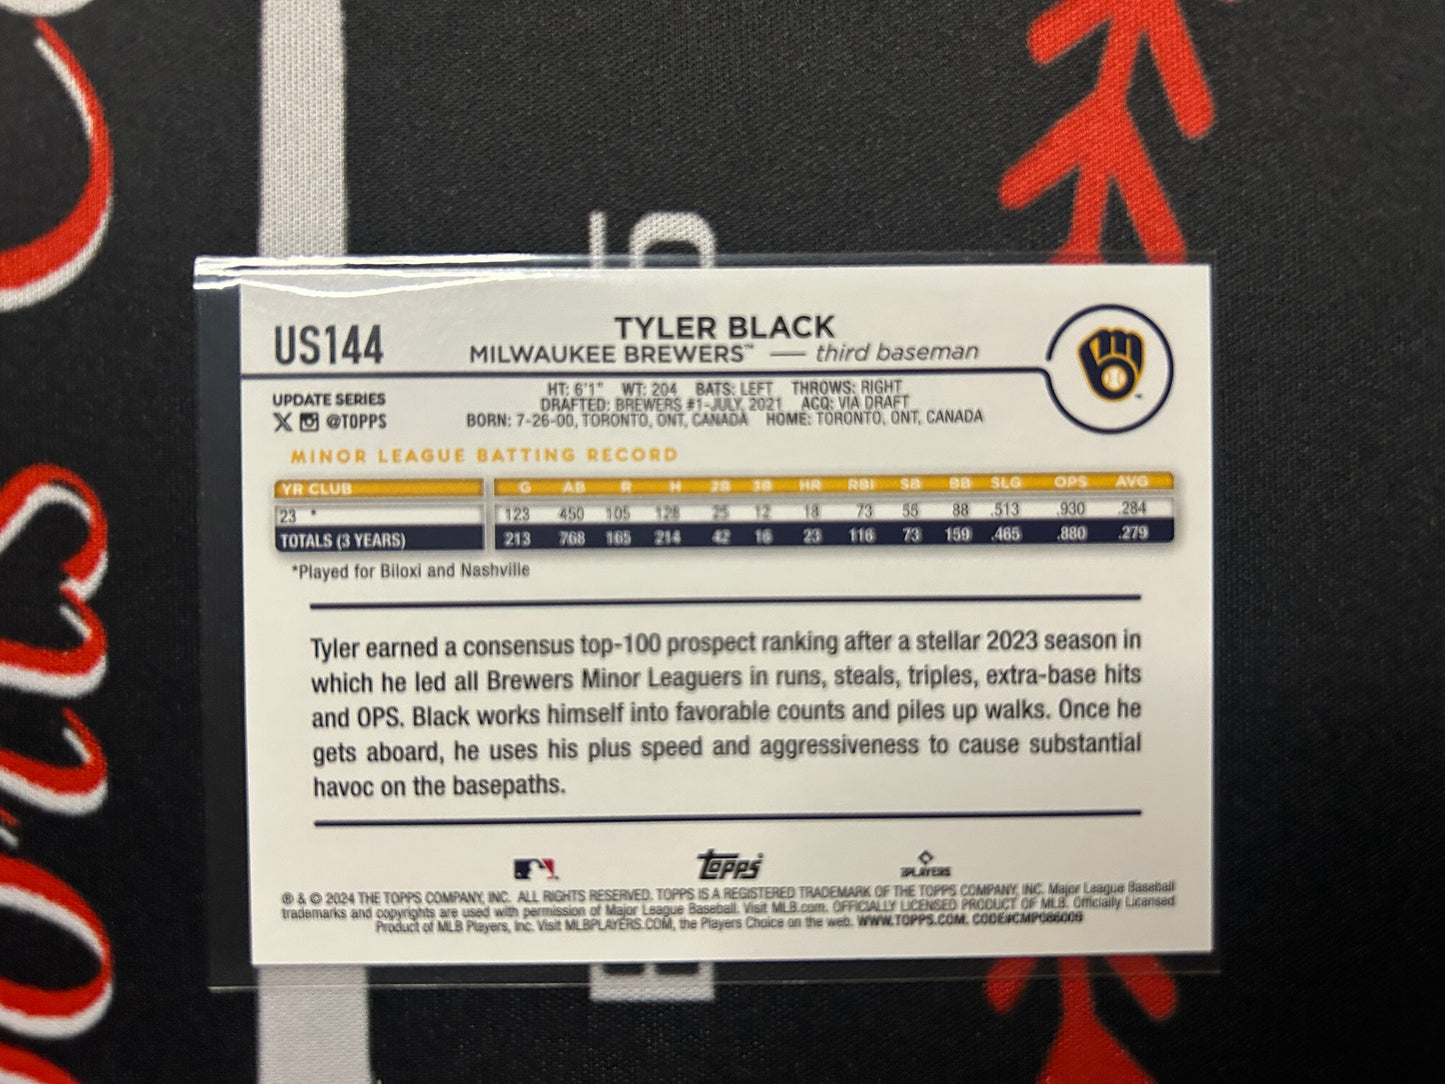 US144
TYLER BLACK
MILWAUKEE BREWERS™ — third baseman
UPDATE SERIES
@TOPPS
HT: 6'1" WT: 204 BATS: LEFT THROWS: RIGHT
DRAFTED: BREWERS #1-JULY, 2021 ACQ: VIA DRAFT
BORN: 7-26-00, TORONTO, ONT, CANADA HOME: TORONTO, ONT, CANADA
MINOR LEAGUE BATTING RECORD
YR CLUB G AB R H 2B 3B HR RBI SB BB SLG OPS AVG
23 * 123 450 105 128 25 12 18 73 55 88 .513 .930 .284
TOTALS (3 YEARS) 213 768 165 214 42 16 23 116 73 159 .465 .880 .279
*Played for Biloxi and Nashville
Tyler earned a consensus top-100 prospect ranking after a stellar 2023 season in
which he led all Brewers Minor Leaguers in runs, steals, triples, extra-base hits
and OPS. Black works himself into favorable counts and piles up walks. Once he
gets aboard, he uses his plus speed and aggressiveness to cause substantial
havoc on the basepaths.
Topps
PLAYERS
® & © 2024 THE TOPPS COMPANY, INC. ALL RIGHTS RESERVED. TOPPS IS A REGISTERED TRADEMARK OF THE TOPPS COMPANY, INC. Major League Baseball
trademarks and copyrights are used with permission of Major League Baseball. Visit MLB.com. OFFICIALLY LICENSED PRODUCT OF MLB. Officially Licensed
Product of MLB Players, Inc. Visit MLBPLAYERS.COM, the Players Choice on the web. WWW.TOPPS.COM. CODE#CMP086009